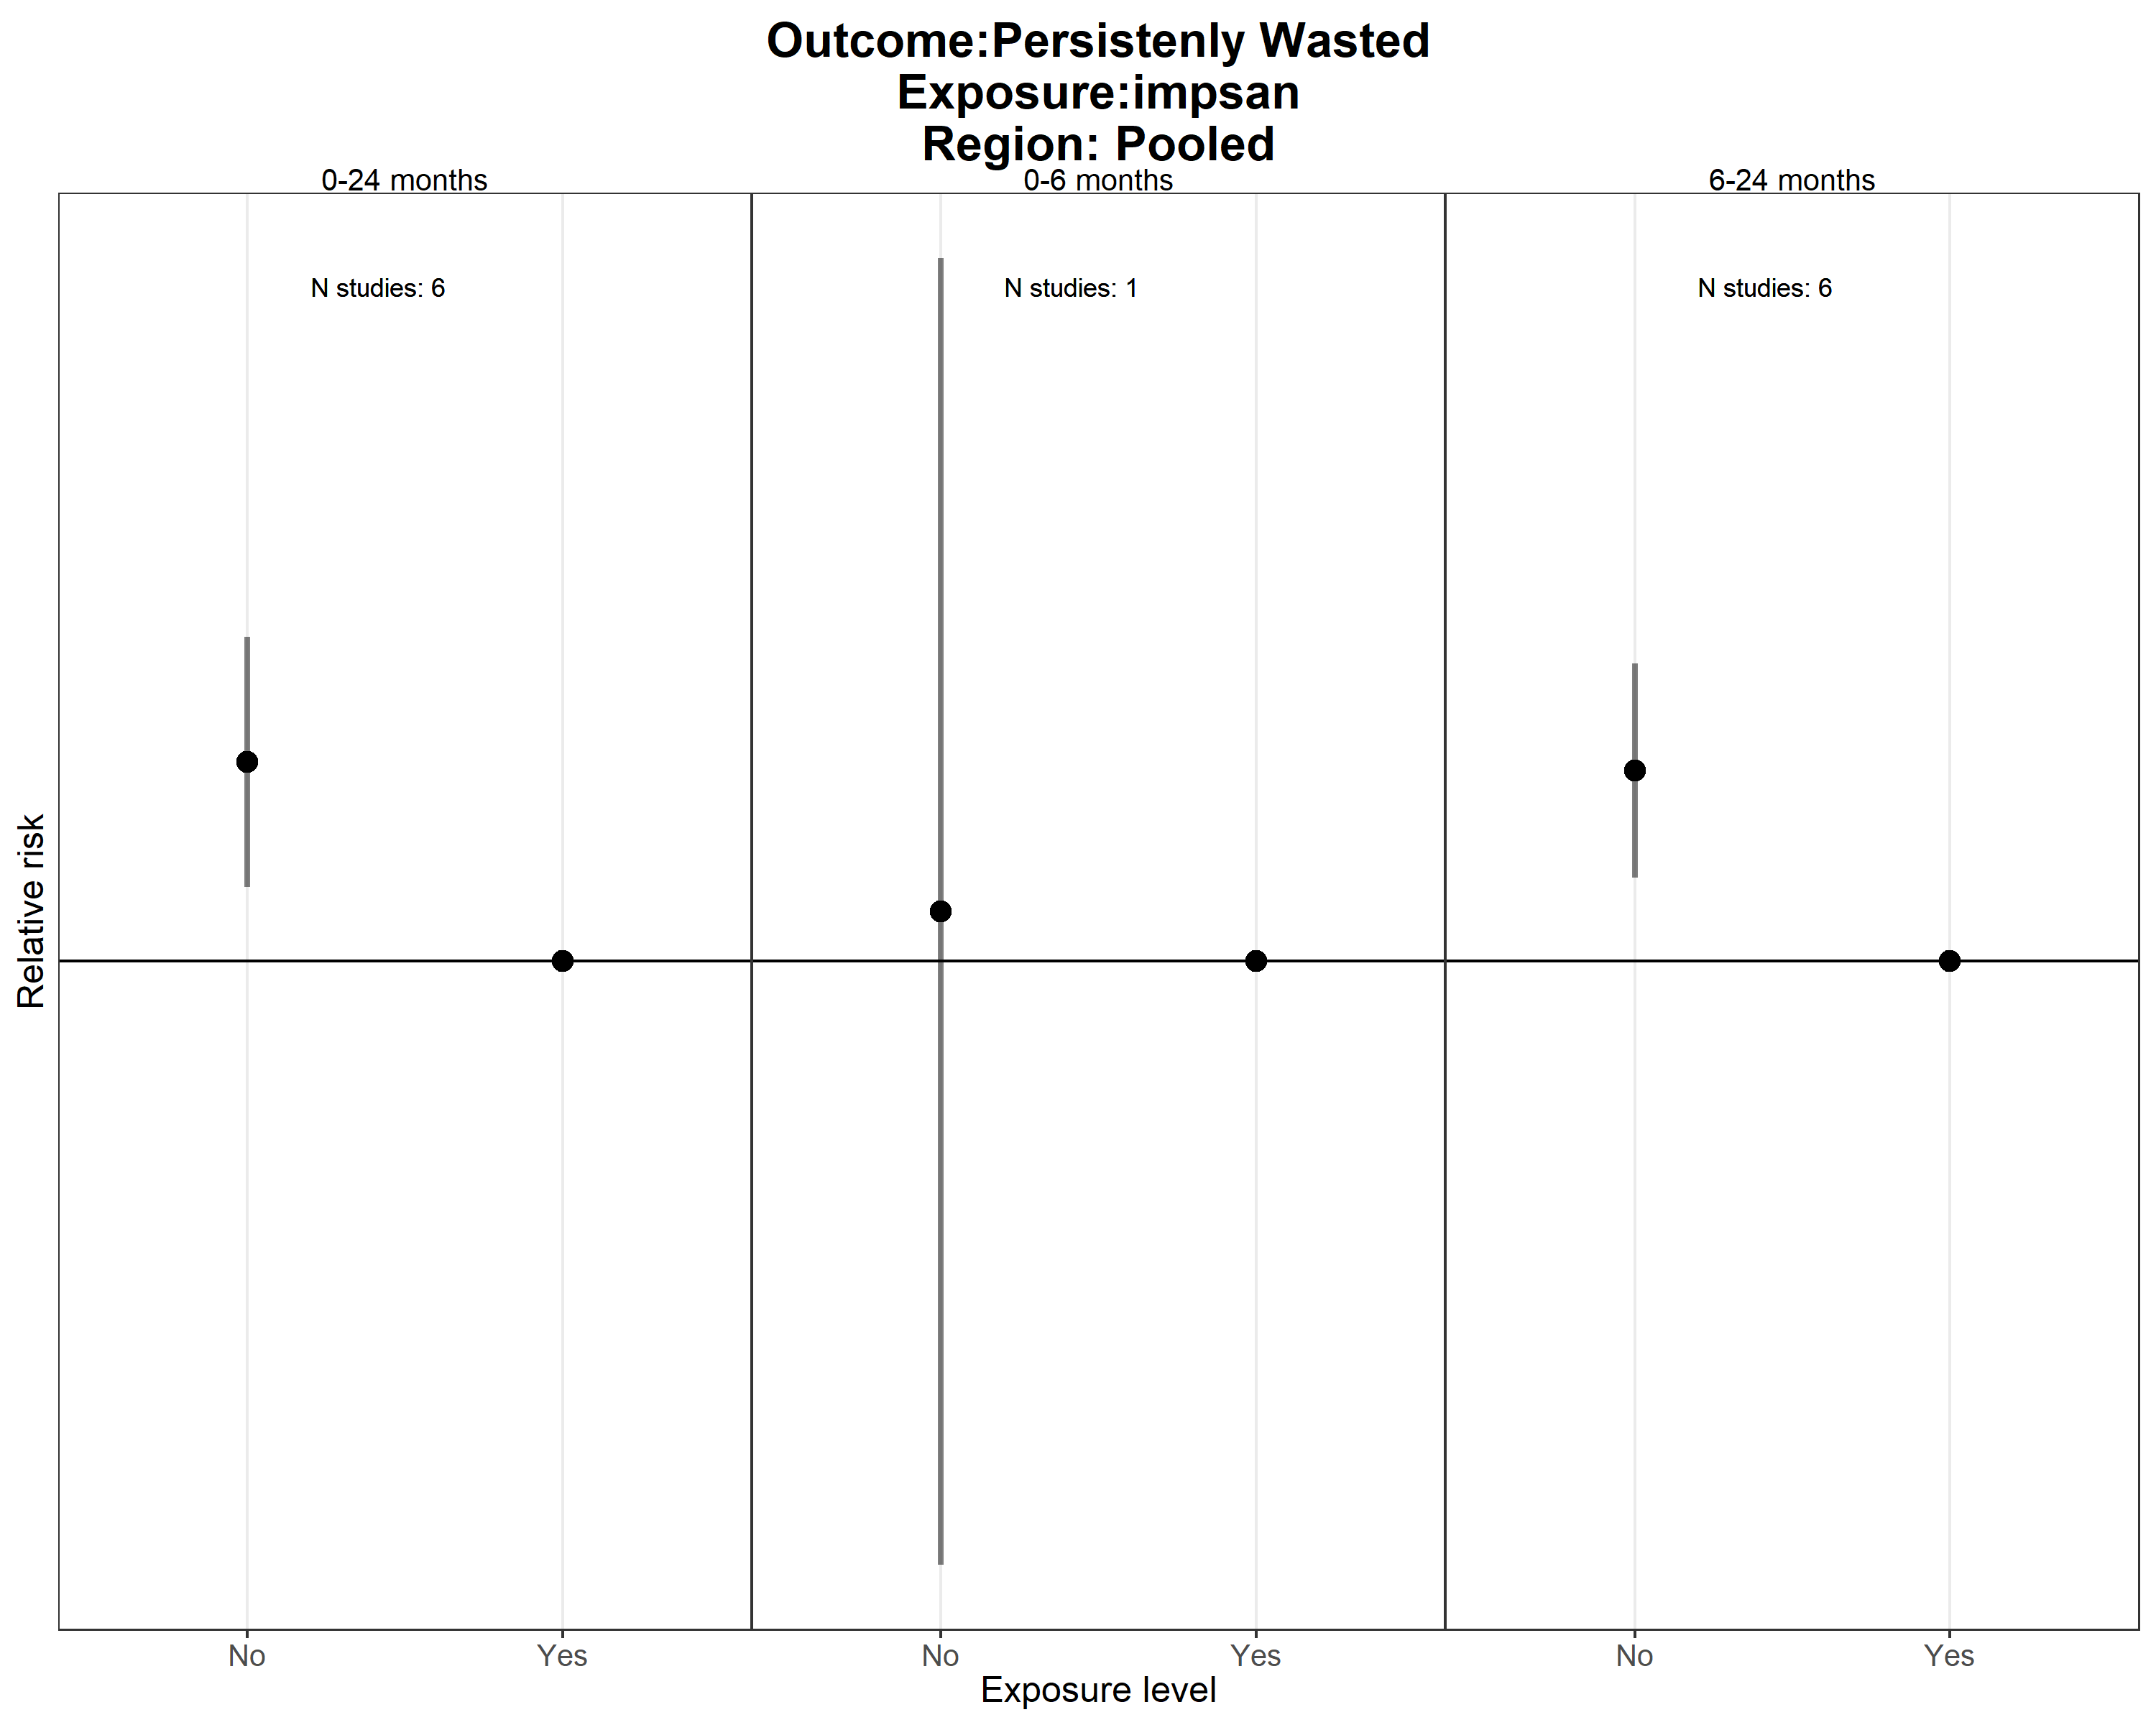 Outcome:Persistenly Wasted
Exposure:impsan
Region: Pooled
0-24 months
0-6 months
6-24 months
N studies: 6
N studies: 1
N studies: 6
Relative risk
No
Yes
No
Yes
No
Yes
Exposure level